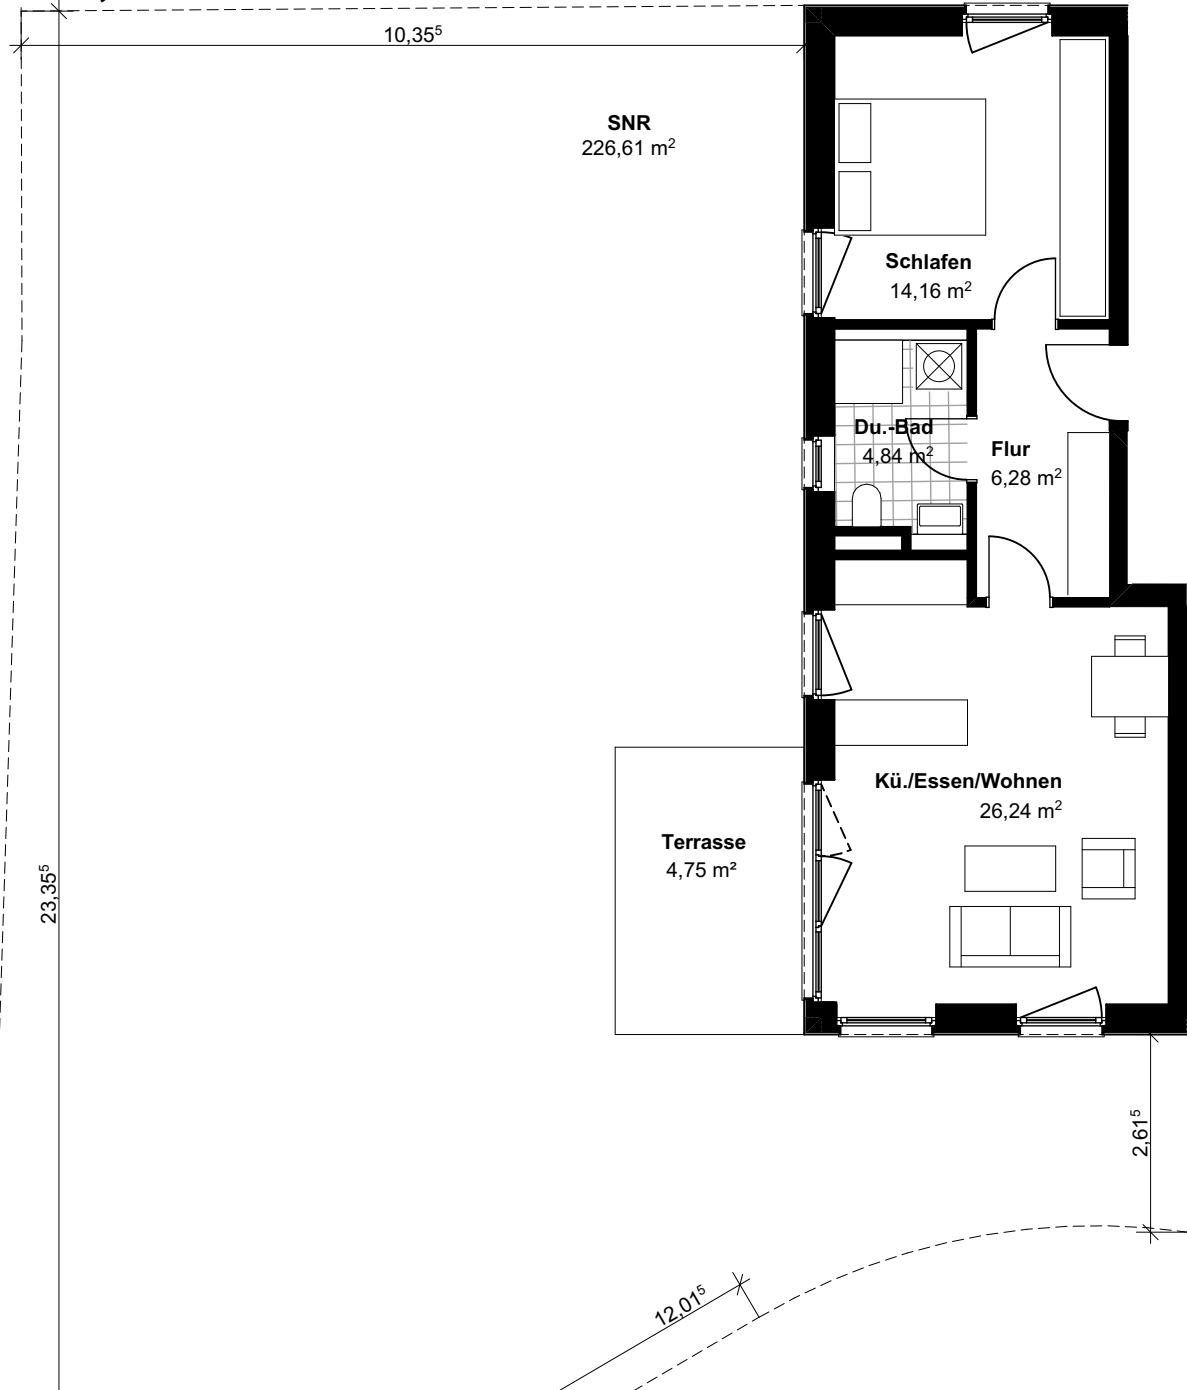 10,35⁵
SNR
226,61 m²
Schlafen
14,16 m²
Du.-Bad
4,84 m²
Flur
6,28 m²
Kü./Essen/Wohnen
26,24 m²
Terrasse
4,75 m²
23,35⁵
2,61⁵
12,01⁵